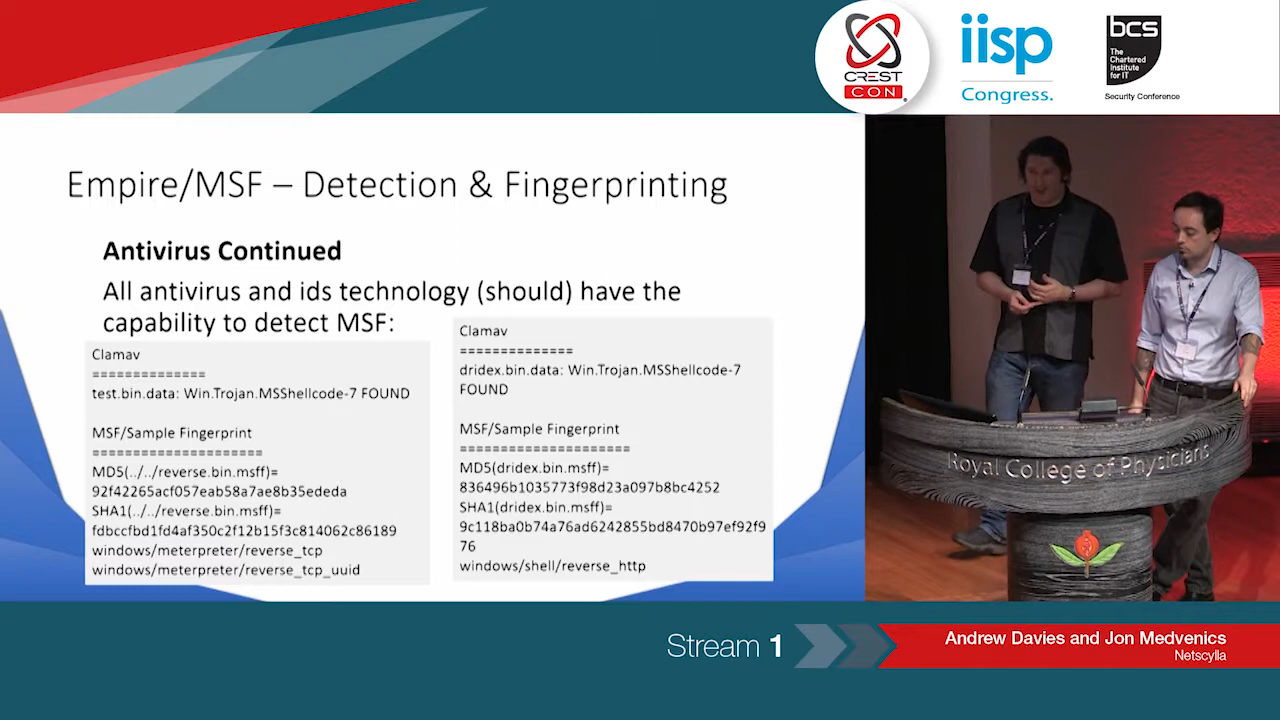 CREST
CON
iisp
Congress.
bcs
The
Chartered
Institute
for IT
Security Conference
Empire/MSF – Detection & Fingerprinting
Antivirus Continued
All antivirus and ids technology (should) have the
capability to detect MSF:
Clamav
==============
test.bin.data: Win.Trojan.MSShellcode-7 FOUND
MSF/Sample Fingerprint
=====================
MD5(../../reverse.bin.msff)=
92f42265acf057eab58a7ae8b35ededa
SHA1(../../reverse.bin.msff)=
fdbccfbd1fd4af350c2f12b15f3c814062c86189
windows/meterpreter/reverse_tcp
windows/meterpreter/reverse_tcp_uuid
Clamav
==============
dridex.bin.data: Win.Trojan.MSShellcode-7
FOUND
MSF/Sample Fingerprint
=====================
MD5(dridex.bin.msff)=
836496b1035773f98d23a097b8bc4252
SHA1(dridex.bin.msff)=
9c118ba0b74a76ad6242855bd8470b97ef92f9
76
windows/shell/reverse_http
Royal College of Physicians
Stream 1
Andrew Davies and Jon Medvenics
Netscylla